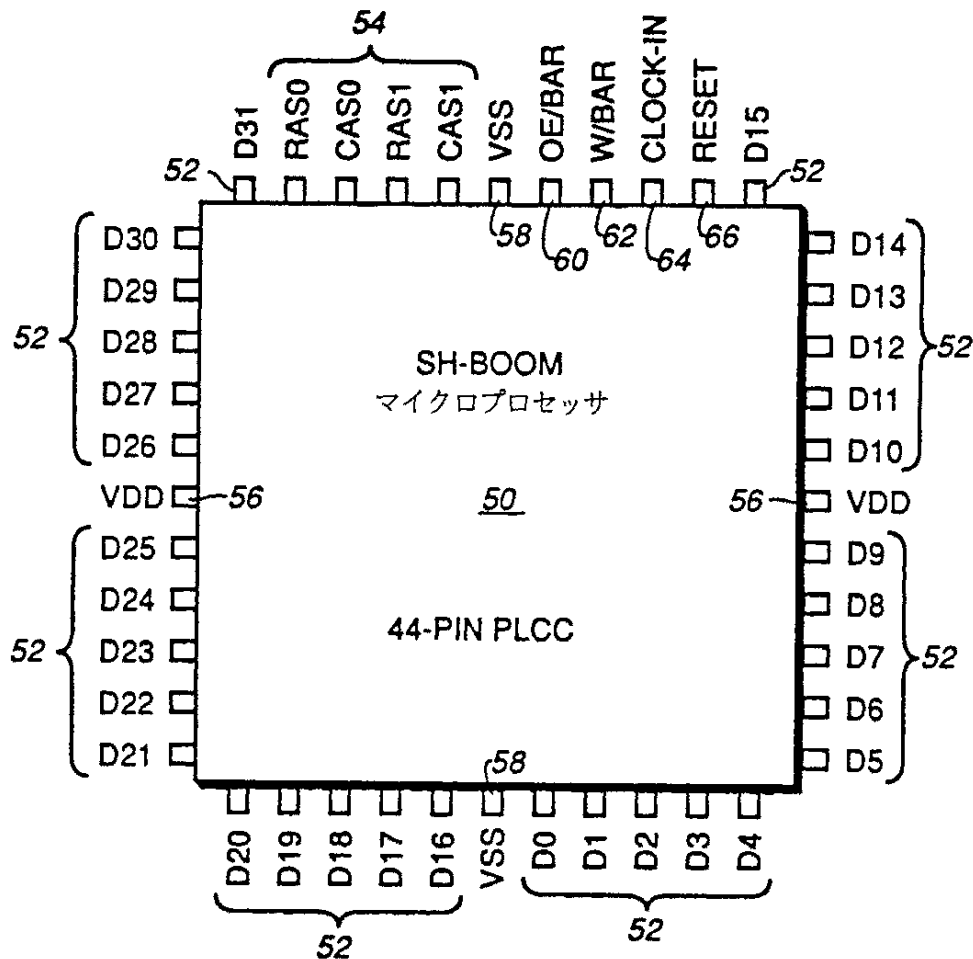 54
D31
RAS0
CAS0
RAS1
CAS1
VSS
OE/BAR
W/BAR
CLOCK-IN
RESET
D15
52
58
60
62
64
66
52
D30
D29
D28
D27
D26
52
VDD
56
D25
D24
D23
D22
D21
52
SH-BOOM
マイクロプロセッサ
50
44-PIN PLCC
D14
D13
D12
D11
D10
52
56
VDD
D9
D8
D7
D6
D5
52
58
D20
D19
D18
D17
D16
VSS
D0
D1
D2
D3
D4
52
52